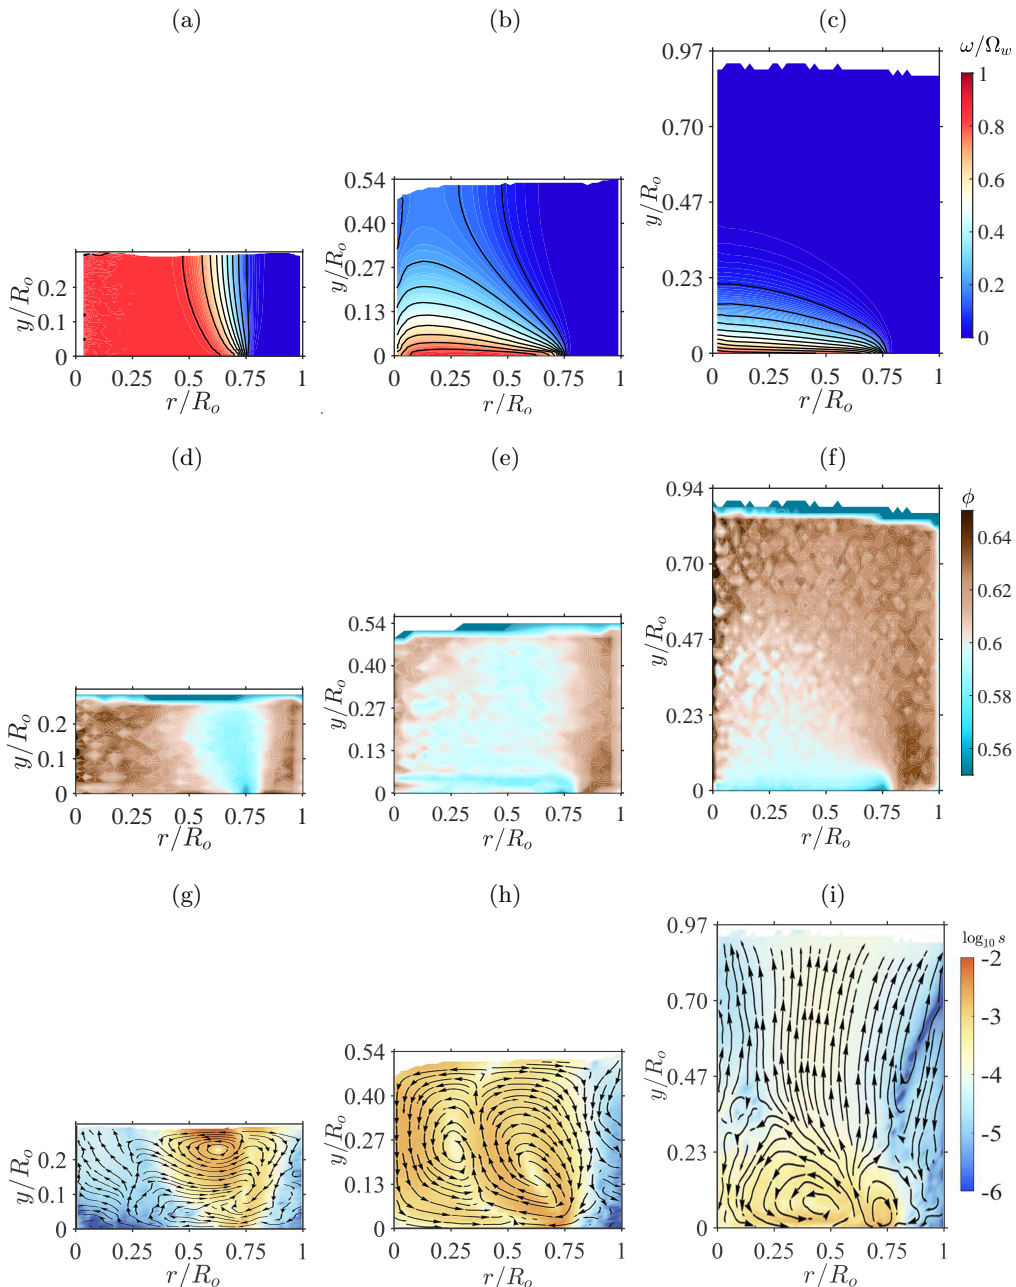 (a) (b) (c)
0.97 ω/Ω_w
1
0.70 0.8
y/R_o 0.54 0.6
0.40 0.47
y/R_o 0.27 y/R_o 0.4
0.2 0.23 0.2
0.1 0.13
0 0 0 0
0 0.25 0.5 0.75 1 0 0.25 0.5 0.75 1 0 0.25 0.5 0.75 1
r/R_o r/R_o r/R_o
(d) (e) (f)
0.94 ϕ
0.64
0.70
0.54 0.62
0.40 0.47 y/R_o
y/R_o 0.27 0.6
y/R_o 0.2 0.23 0.58
0.1 0.13
0.56
0 0 0
0 0.25 0.5 0.75 1 0 0.25 0.5 0.75 1 0 0.25 0.5 0.75 1
r/R_o r/R_o r/R_o
(g) (h) (i)
0.97 log₁₀ s
-2
0.70
-3
0.54
0.40 0.47 y/R_o -4
y/R_o 0.27
y/R_o 0.2 0.23 -5
0.1 0.13
0 0 0 -6
0 0.25 0.5 0.75 1 0 0.25 0.5 0.75 1 0 0.25 0.5 0.75 1
r/R_o r/R_o r/R_o